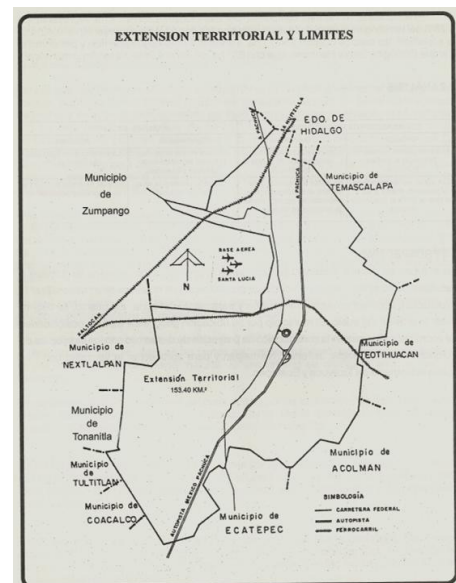 EXTENSION TERRITORIAL Y LIMITES
A PACHUCA
EDO. DE
HIDALGO
A PACHUCA
Municipio de
TEMASCALAPA
Municipio
de
Zumpango
BASE AEREA
SANTA LUCIA
N
XALTOCAN
Municipio de
NEXTLALPAN
Municipio de
TEOTIHUACAN
Extensión Territorial
153.40 KM.²
Municipio
de
Tonanitla
Municipio
de
TULTITLAN
Municipio de
ACOLMAN
Municipio de
COACALCO
AUTOPISTA MEXICO PACHUCA
Municipio de
ECATEPEC
SIMBOLOGÍA
CARRETERA FEDERAL
AUTOPISTA
FERROCARRIL